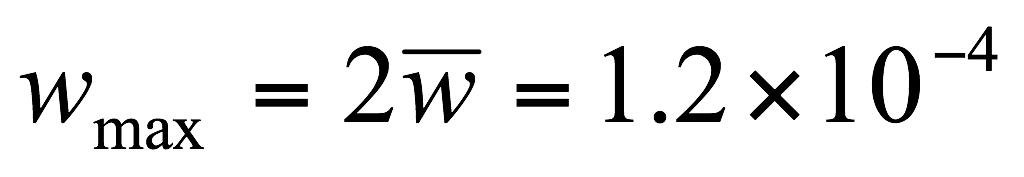 w_max = 2w̅ = 1.2×10⁻⁴